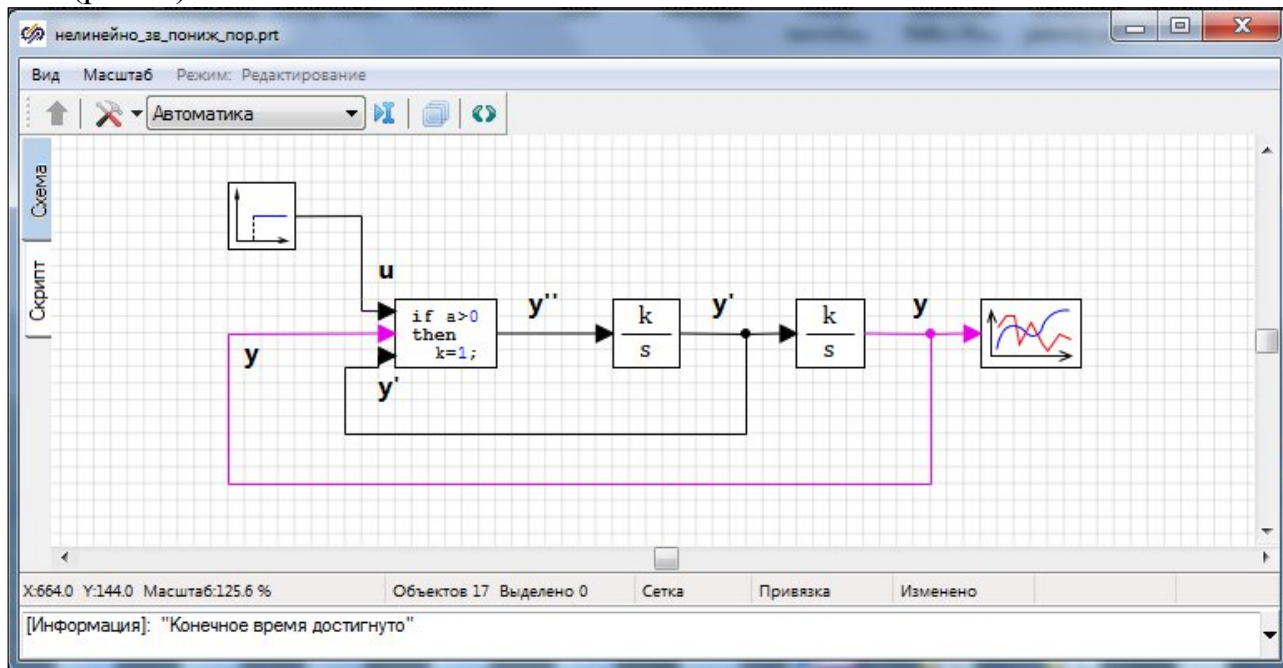 нелинейно_зв_пониж_пор.prt
Вид Масштаб Режим: Редактирование
Автоматика
Схема
Скрипт
u
y
y'
if a>0
then
k=1;
y''
k
s
y'
k
s
y
X:664.0 Y:144.0 Масштаб:125.6 %
Объектов 17 Выделено 0
Сетка
Привязка
Изменено
[Информация]: "Конечное время достигнуто"